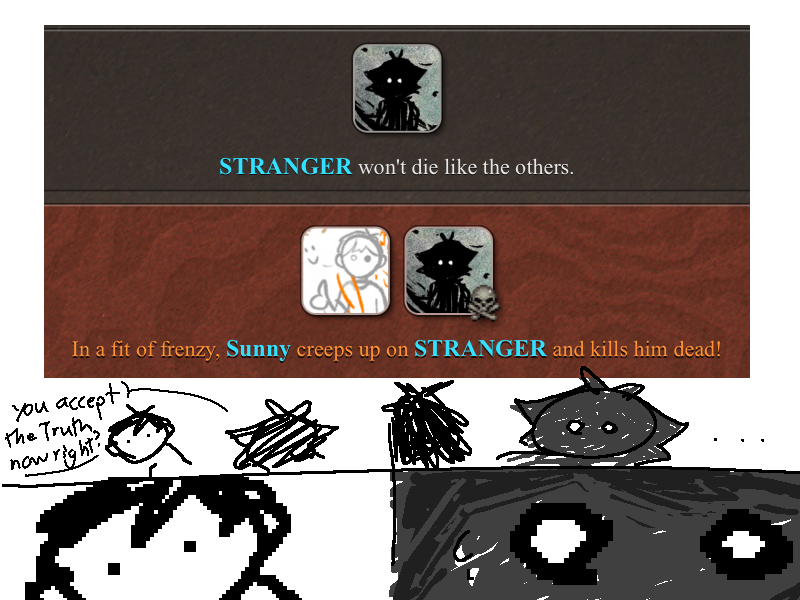 STRANGER won't die like the others.
In a fit of frenzy, Sunny creeps up on STRANGER and kills him dead!
you accept
the Truth,
now right?
. . . .